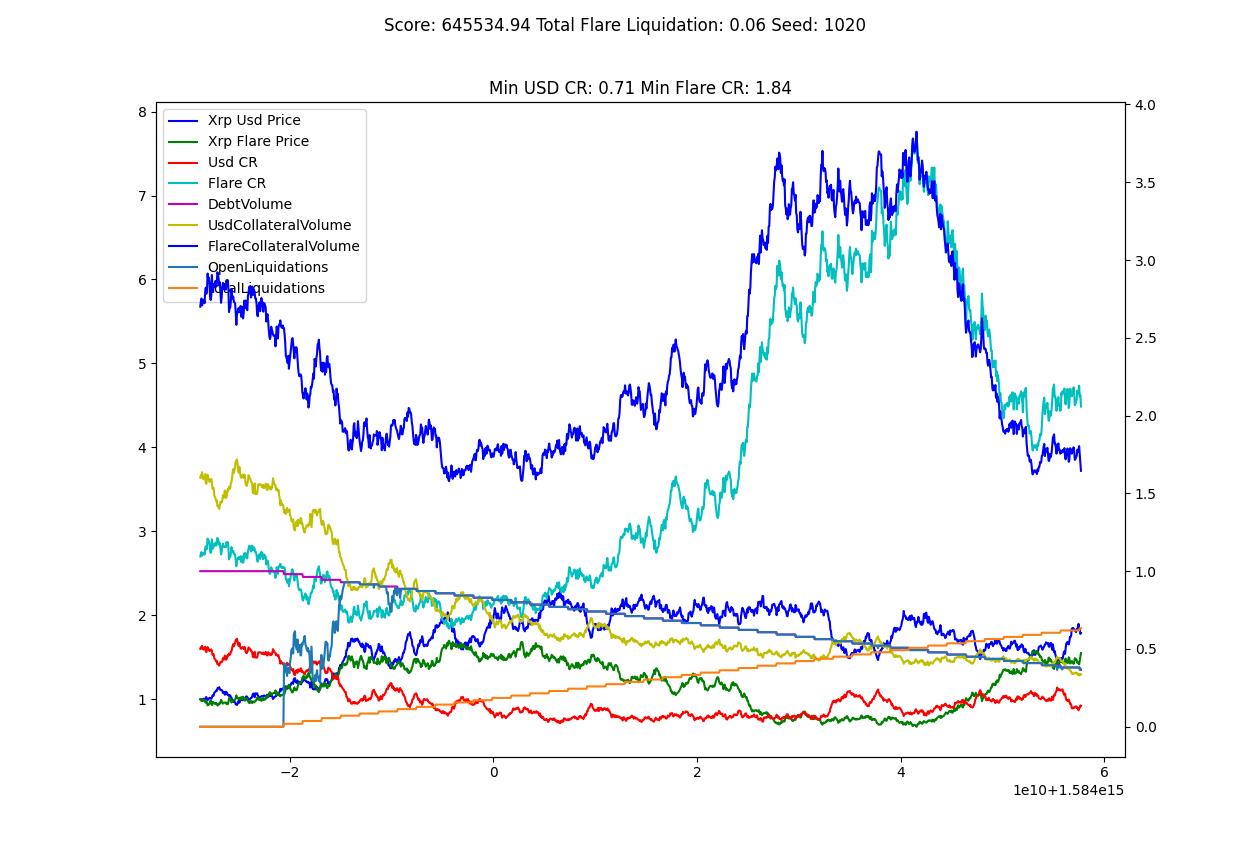 Score: 645534.94 Total Flare Liquidation: 0.06 Seed: 1020
Min USD CR: 0.71 Min Flare CR: 1.84
Xrp Usd Price
Xrp Flare Price
Usd CR
Flare CR
DebtVolume
UsdCollateralVolume
FlareCollateralVolume
OpenLiquidations
TotalLiquidations
8
7
6
5
4
3
2
1
4.0
3.5
3.0
2.5
2.0
1.5
1.0
0.5
0.0
−2
0
2
4
6
1e10+1.584e15